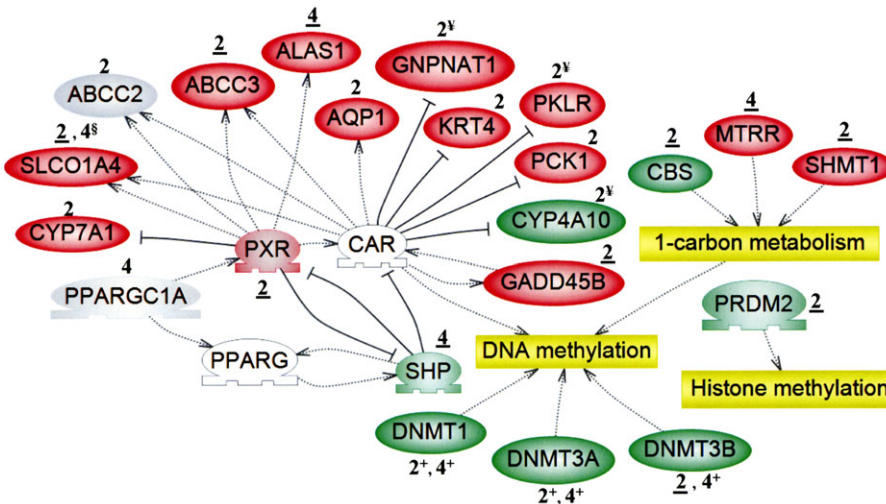 4
ALAS1
2¥
GNPNAT1
2
ABCC2
2
ABCC3
2
AQP1
2
KRT4
2¥
PKLR
2, 4§
SLCO1A4
2
PCK1
2
CBS
4
MTRR
2
SHMT1
2
CYP7A1
2¥
CYP4A10
PXR
2
CAR
1-carbon metabolism
4
PPARGC1A
2
GADD45B
PRDM2
2
PPARG
4
SHP
DNA methylation
Histone methylation
DNMT1
2+, 4+
DNMT3A
2+, 4+
DNMT3B
2, 4+